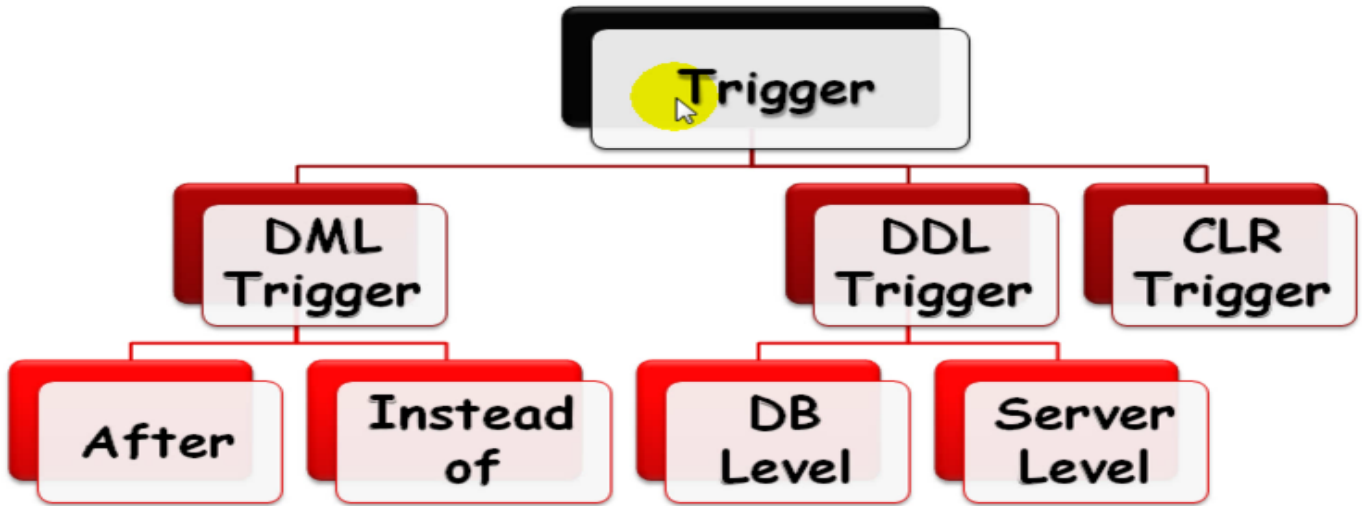 Trigger
DML
Trigger
DDL
Trigger
CLR
Trigger
After
Instead
of
DB
Level
Server
Level